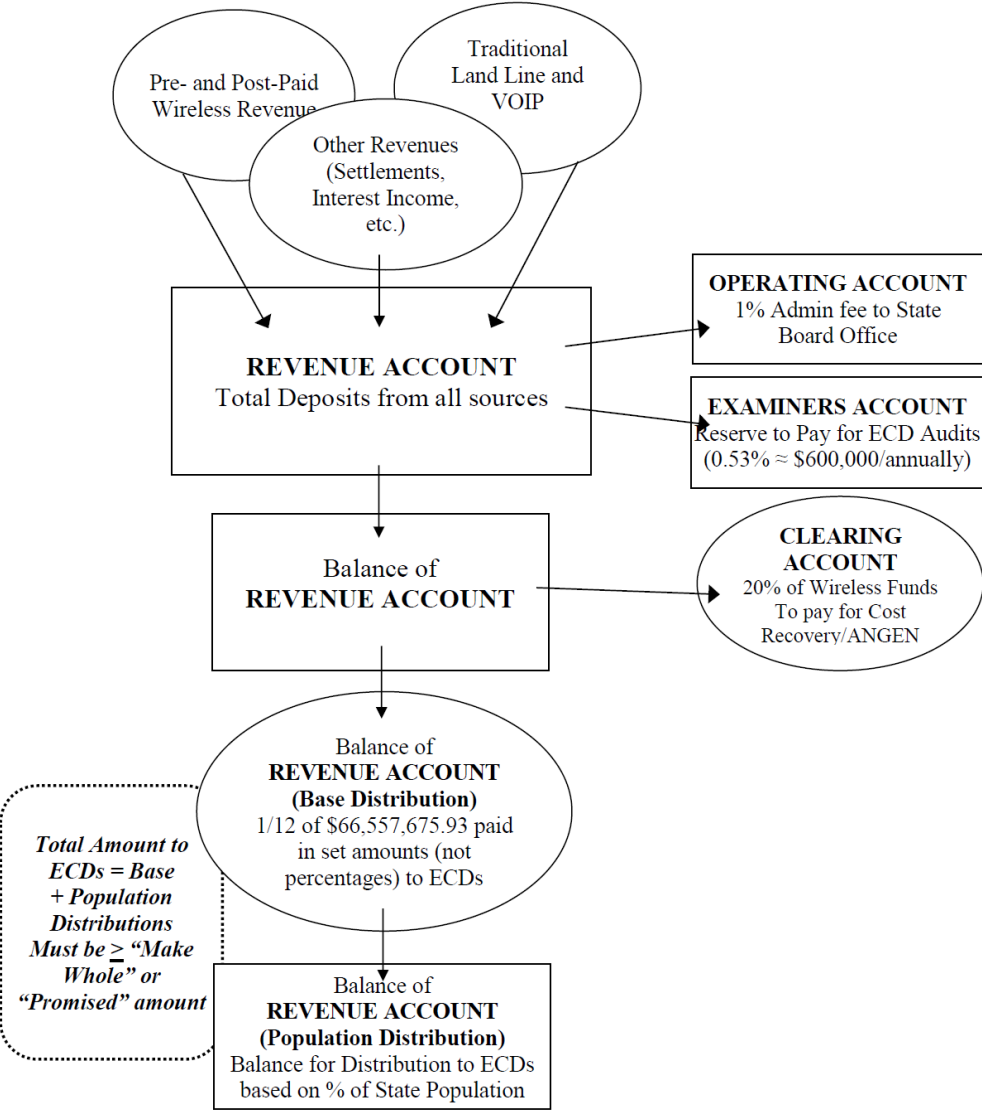 Pre- and Post-Paid
Wireless Revenue
Traditional
Land Line and
VOIP
Other Revenues
(Settlements,
Interest Income,
etc.)
REVENUE ACCOUNT
Total Deposits from all sources
OPERATING ACCOUNT
1% Admin fee to State
Board Office
EXAMINERS ACCOUNT
Reserve to Pay for ECD Audits
(0.53% ≈ $600,000/annually)
Balance of
REVENUE ACCOUNT
CLEARING
ACCOUNT
20% of Wireless Funds
To pay for Cost
Recovery/ANGEN
Balance of
REVENUE ACCOUNT
(Base Distribution)
1/12 of $66,557,675.93 paid
in set amounts (not
percentages) to ECDs
Total Amount to
ECDs = Base
+ Population
Distributions
Must be ≥ “Make
Whole” or
“Promised” amount
Balance of
REVENUE ACCOUNT
(Population Distribution)
Balance for Distribution to ECDs
based on % of State Population